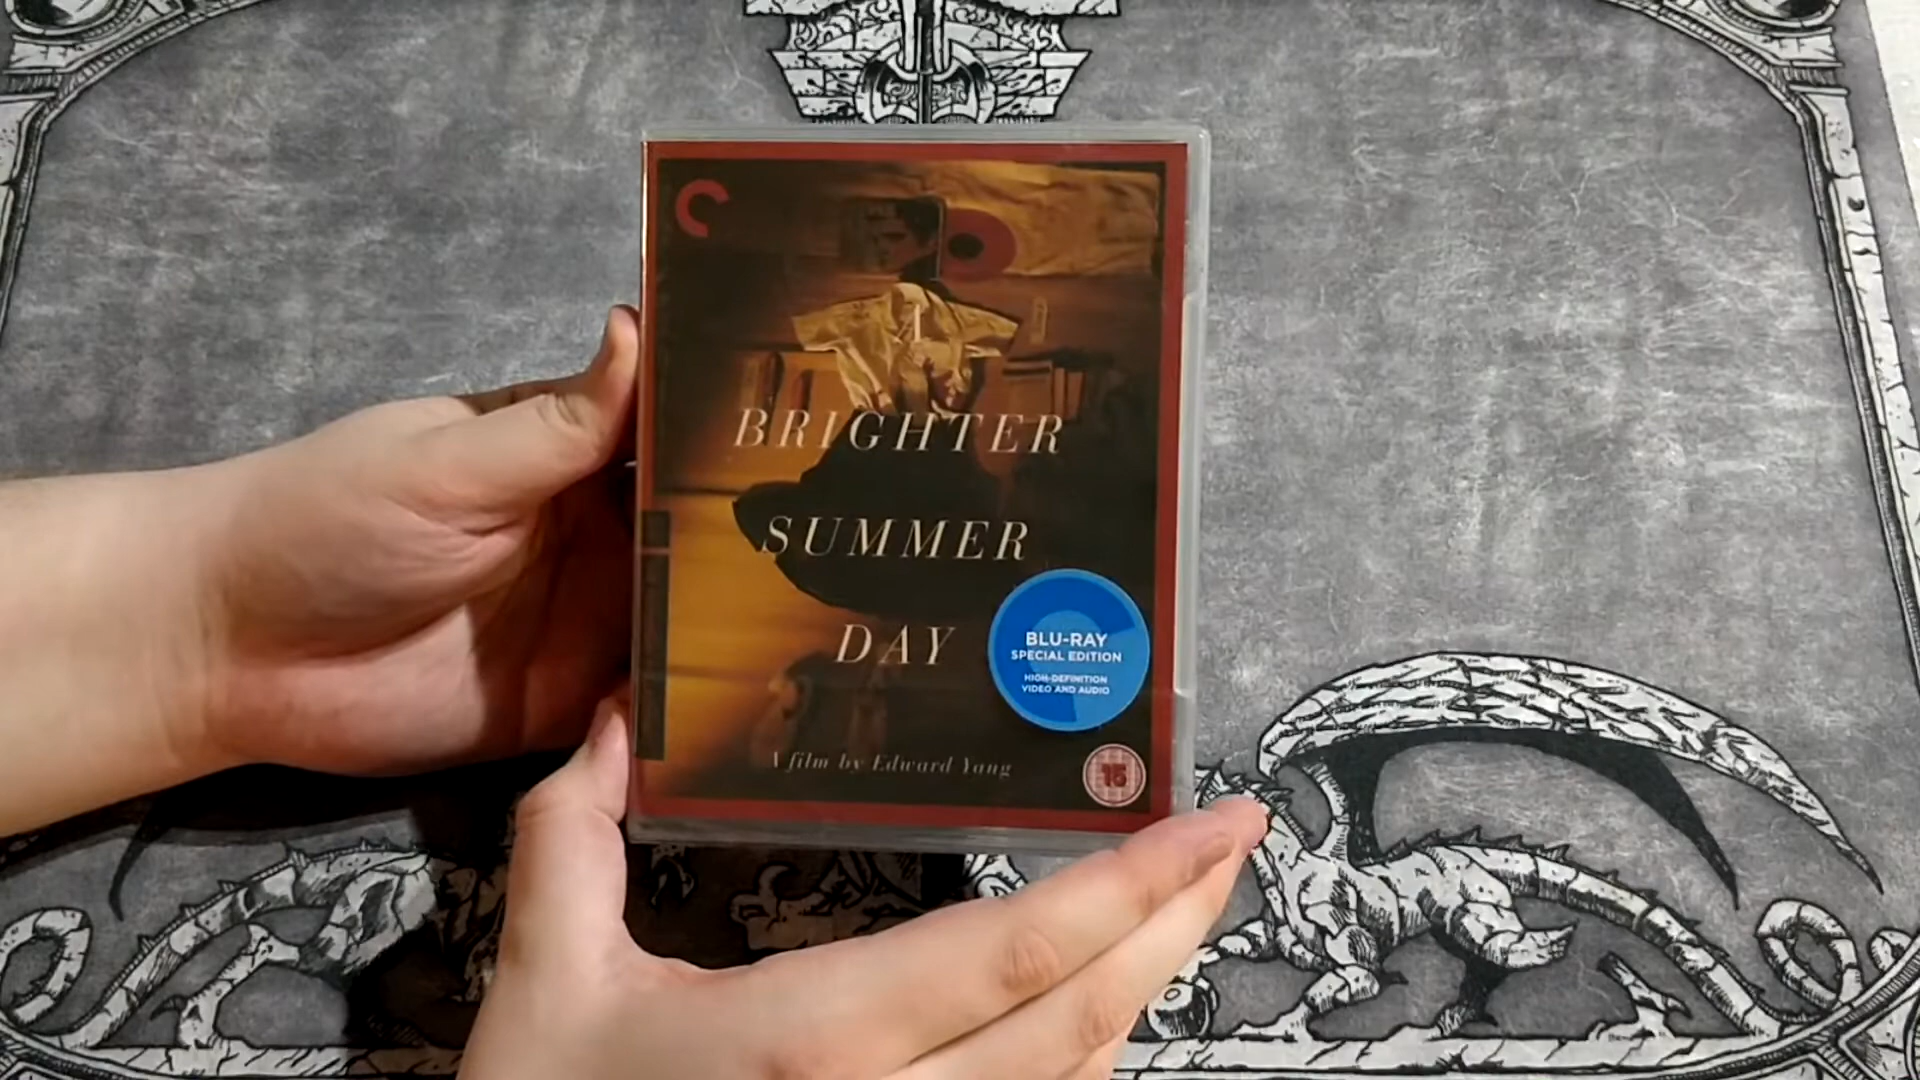 A
BRIGHTER
SUMMER
DAY
BLU-RAY
SPECIAL EDITION
HIGH-DEFINITION
VIDEO AND AUDIO
A film by Edward Yang
15